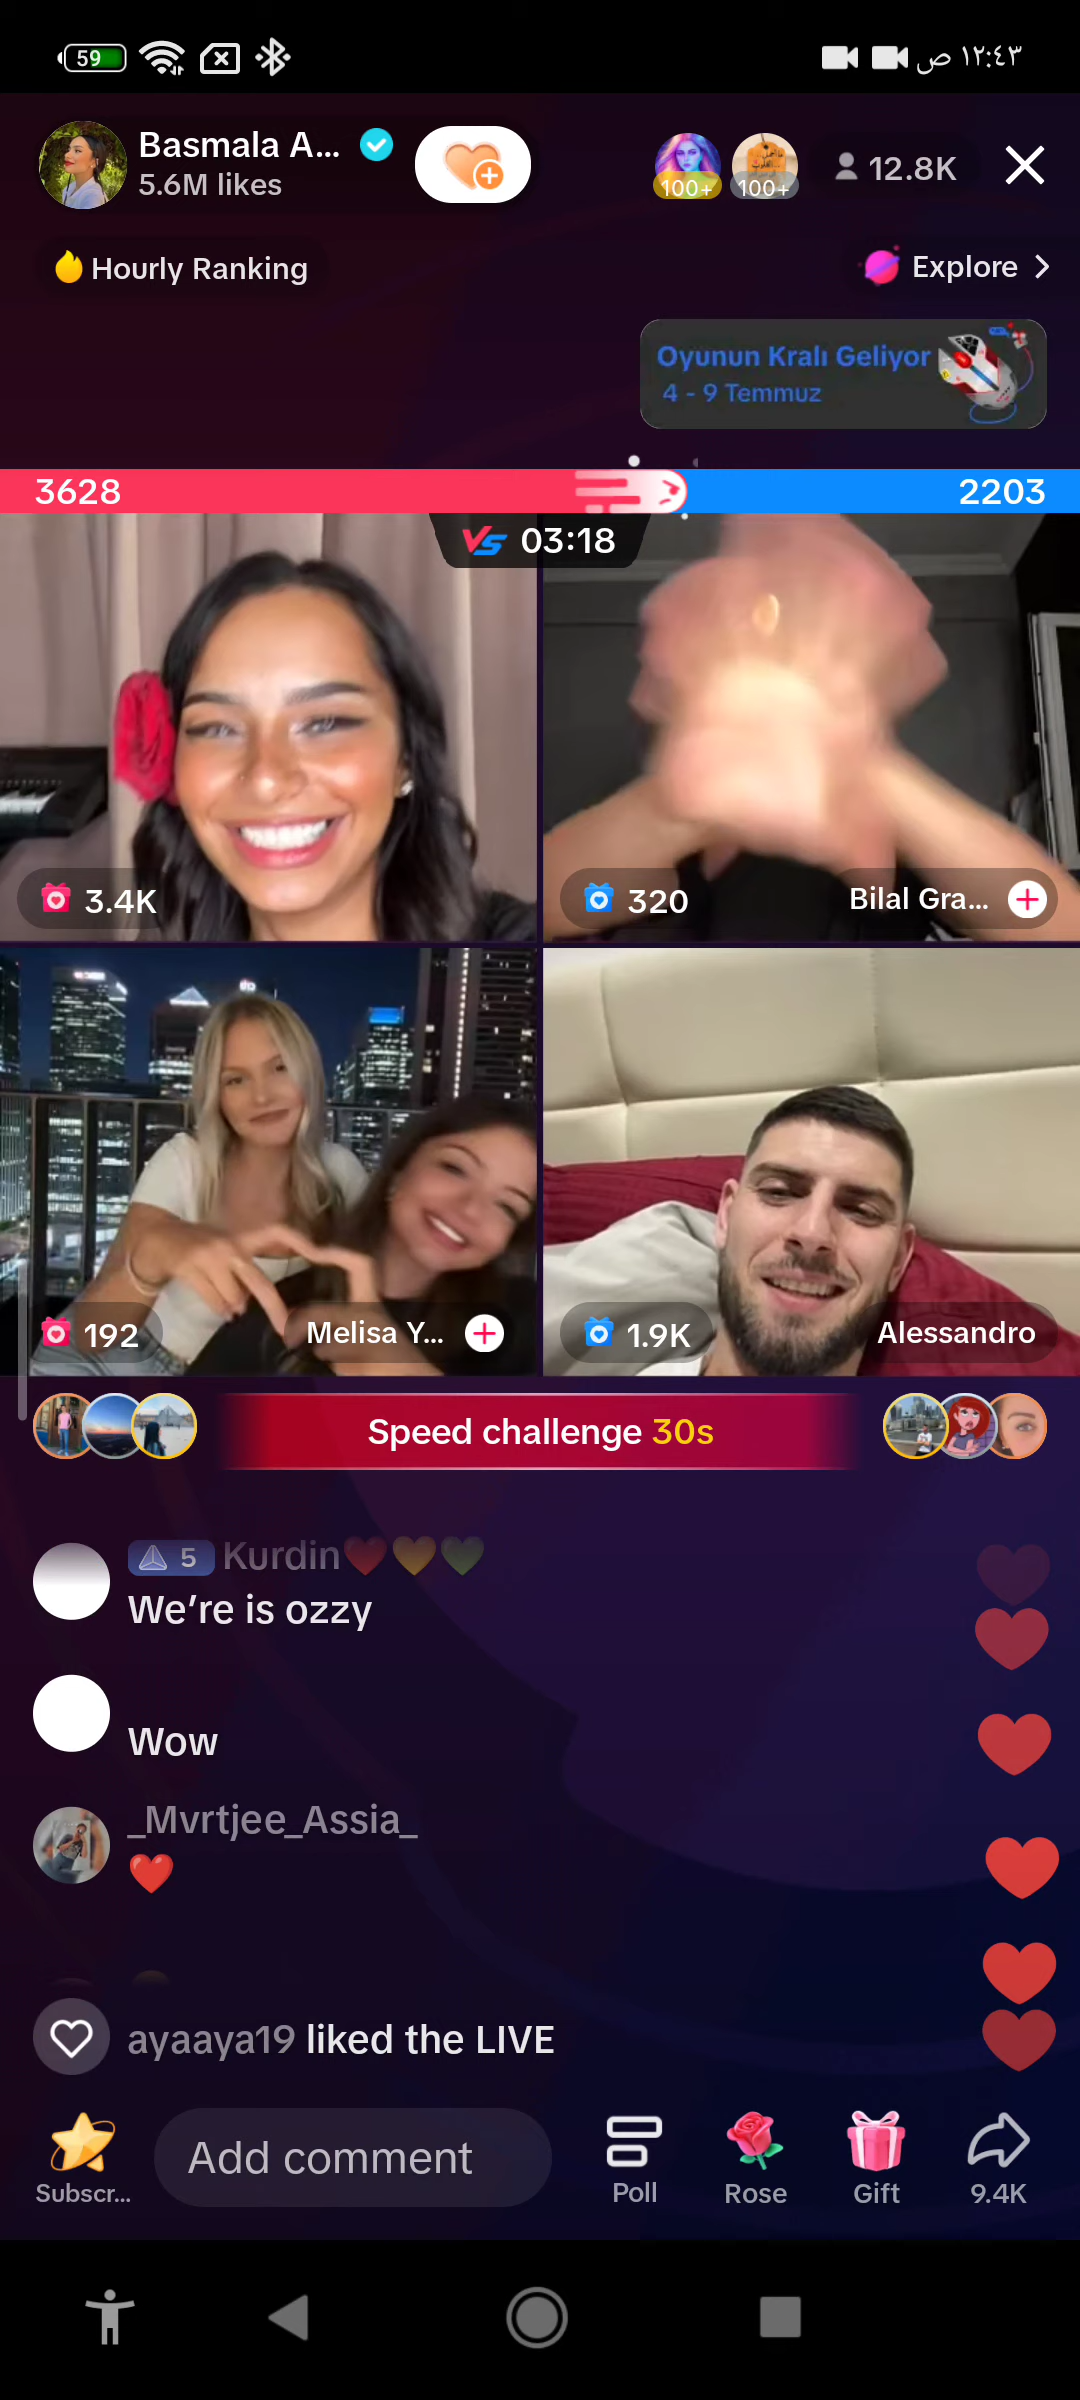 59
١٢:٤٣ ص
Basmala A...
5.6M likes
100+
100+
12.8K
Hourly Ranking
Explore
Oyunun Kralı Geliyor
4 - 9 Temmuz
3628
2203
VS 03:18
3.4K
320
Bilal Gra...
192
Melisa Y...
1.9K
Alessandro
Speed challenge 30s
5 Kurdin❤️💛💚
We're is ozzy
Wow
_Mvrtjee_Assia_
❤️
ayaaya19 liked the LIVE
Add comment
Subscr...
Poll
Rose
Gift
9.4K